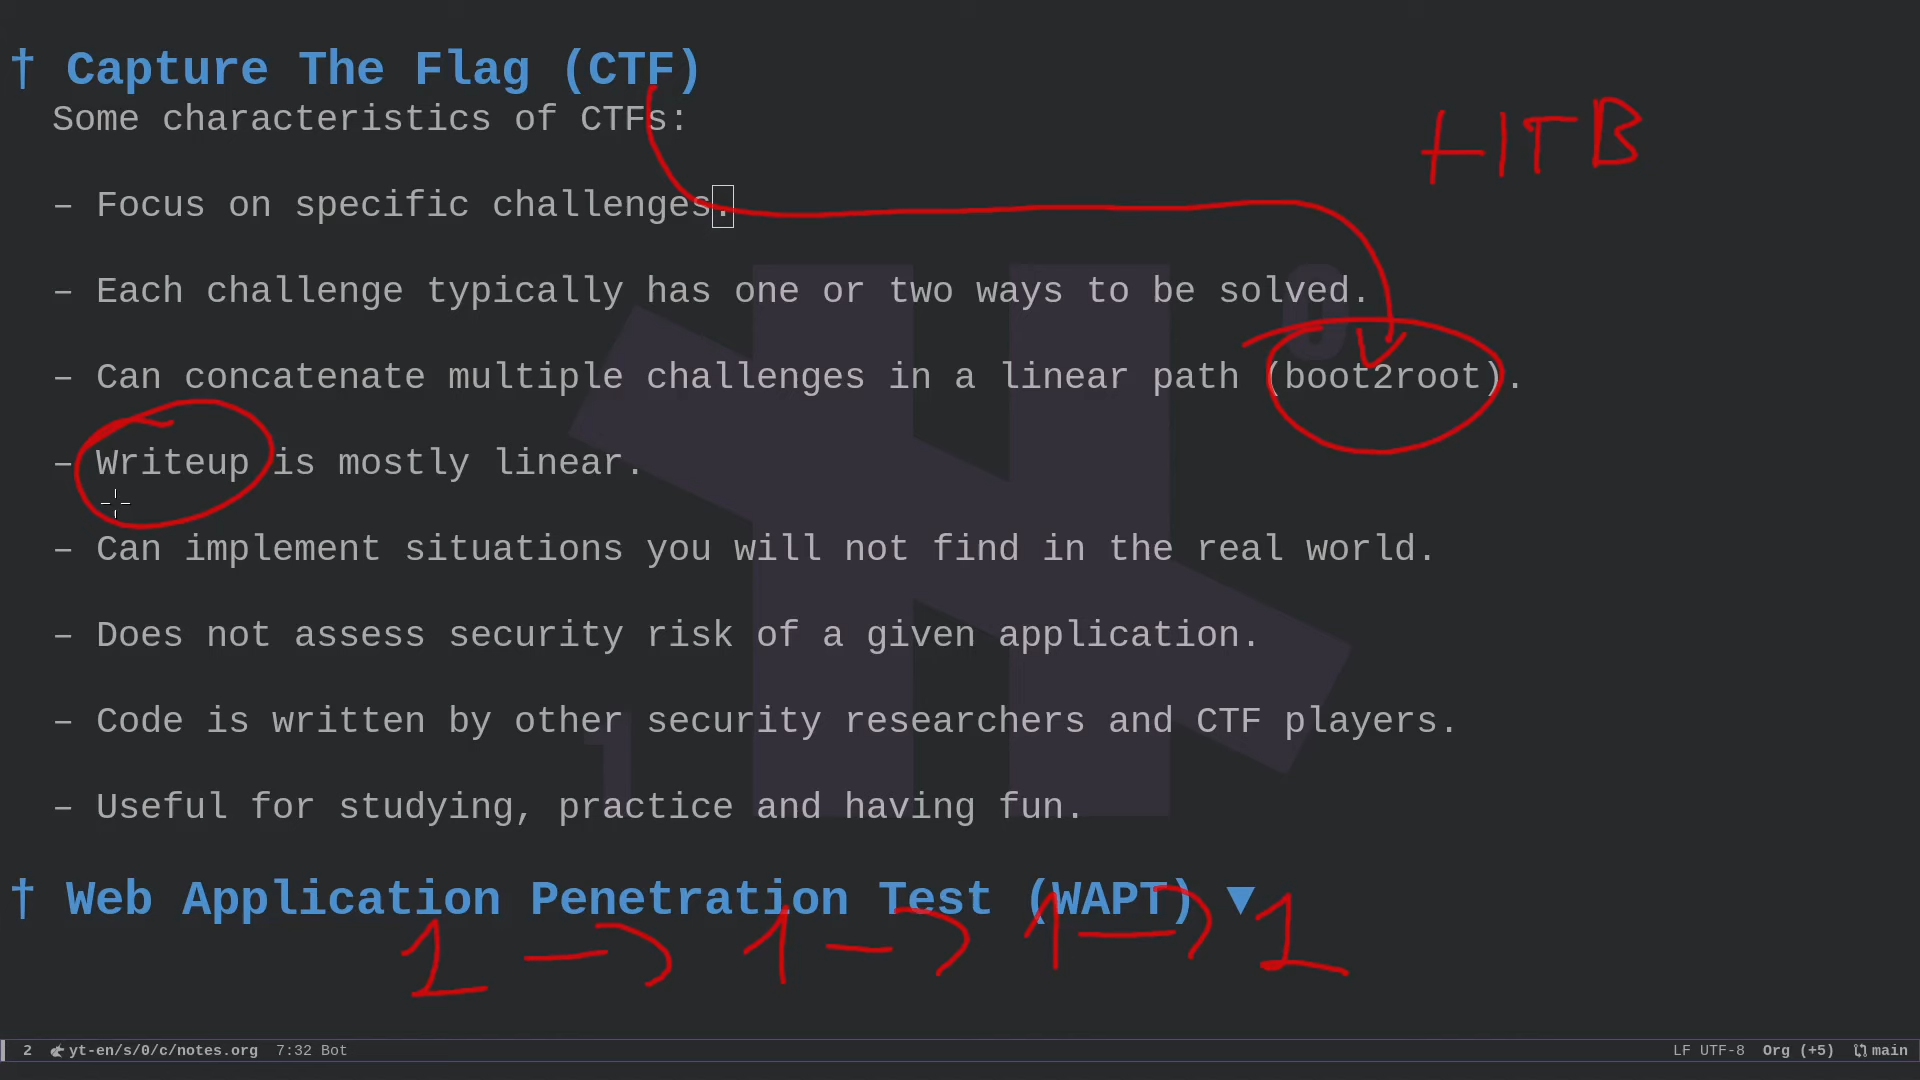 † Capture The Flag (CTF)
Some characteristics of CTFs:
HTB
– Focus on specific challenges.
– Each challenge typically has one or two ways to be solved.
– Can concatenate multiple challenges in a linear path (boot2root).
– Writeup is mostly linear.
– Can implement situations you will not find in the real world.
– Does not assess security risk of a given application.
– Code is written by other security researchers and CTF players.
– Useful for studying, practice and having fun.
† Web Application Penetration Test (WAPT) ▼
1 → 1 → 1 → 1
2 yt-en/s/0/c/notes.org 7:32 Bot LF UTF-8 Org (+5) main